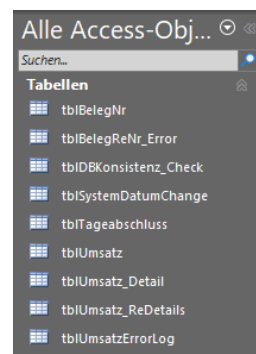 Alle Access-Obj...
Suchen...
Tabellen
tblBelegNr
tblBelegReNr_Error
tblDBKonsistenz_Check
tblSystemDatumChange
tblTageabschluss
tblUmsatz
tblUmsatz_Detail
tblUmsatz_ReDetails
tblUmsatzErrorLog